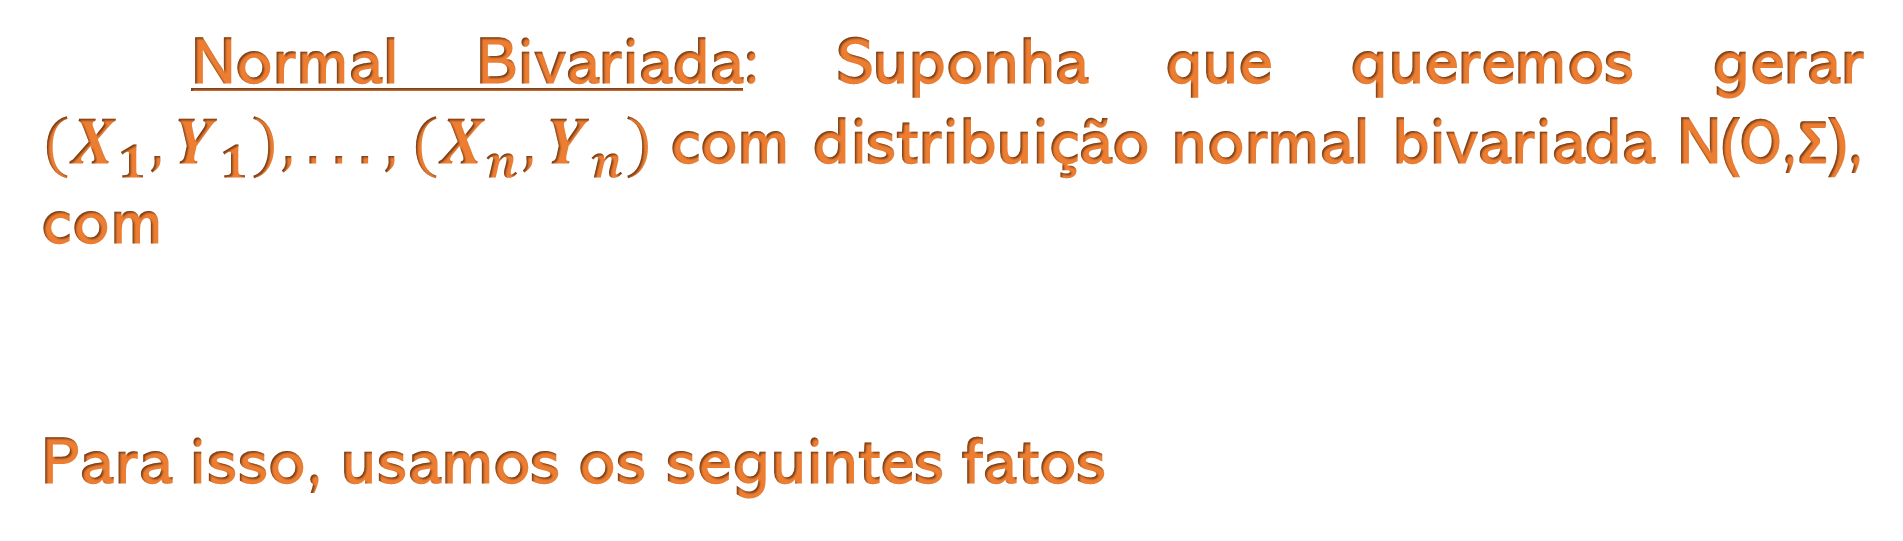 Normal Bivariada: Suponha que queremos gerar
(X₁,Y₁),...,(Xₙ,Yₙ) com distribuição normal bivariada N(0,Σ),
com
Para isso, usamos os seguintes fatos